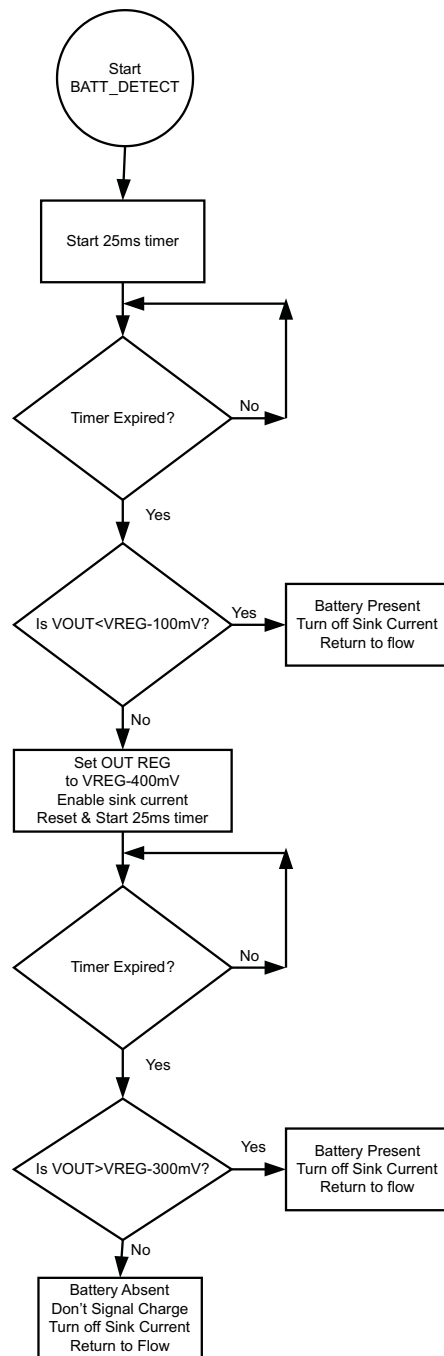 Start
BATT_DETECT
Start 25ms timer
No
Timer Expired?
Yes
Is VOUT<VREG-100mV?
Yes
Battery Present
Turn off Sink Current
Return to flow
No
Set OUT REG
to VREG-400mV
Enable sink current
Reset & Start 25ms timer
No
Timer Expired?
Yes
Is VOUT>VREG-300mV?
Yes
Battery Present
Turn off Sink Current
Return to flow
No
Battery Absent
Don't Signal Charge
Turn off Sink Current
Return to Flow